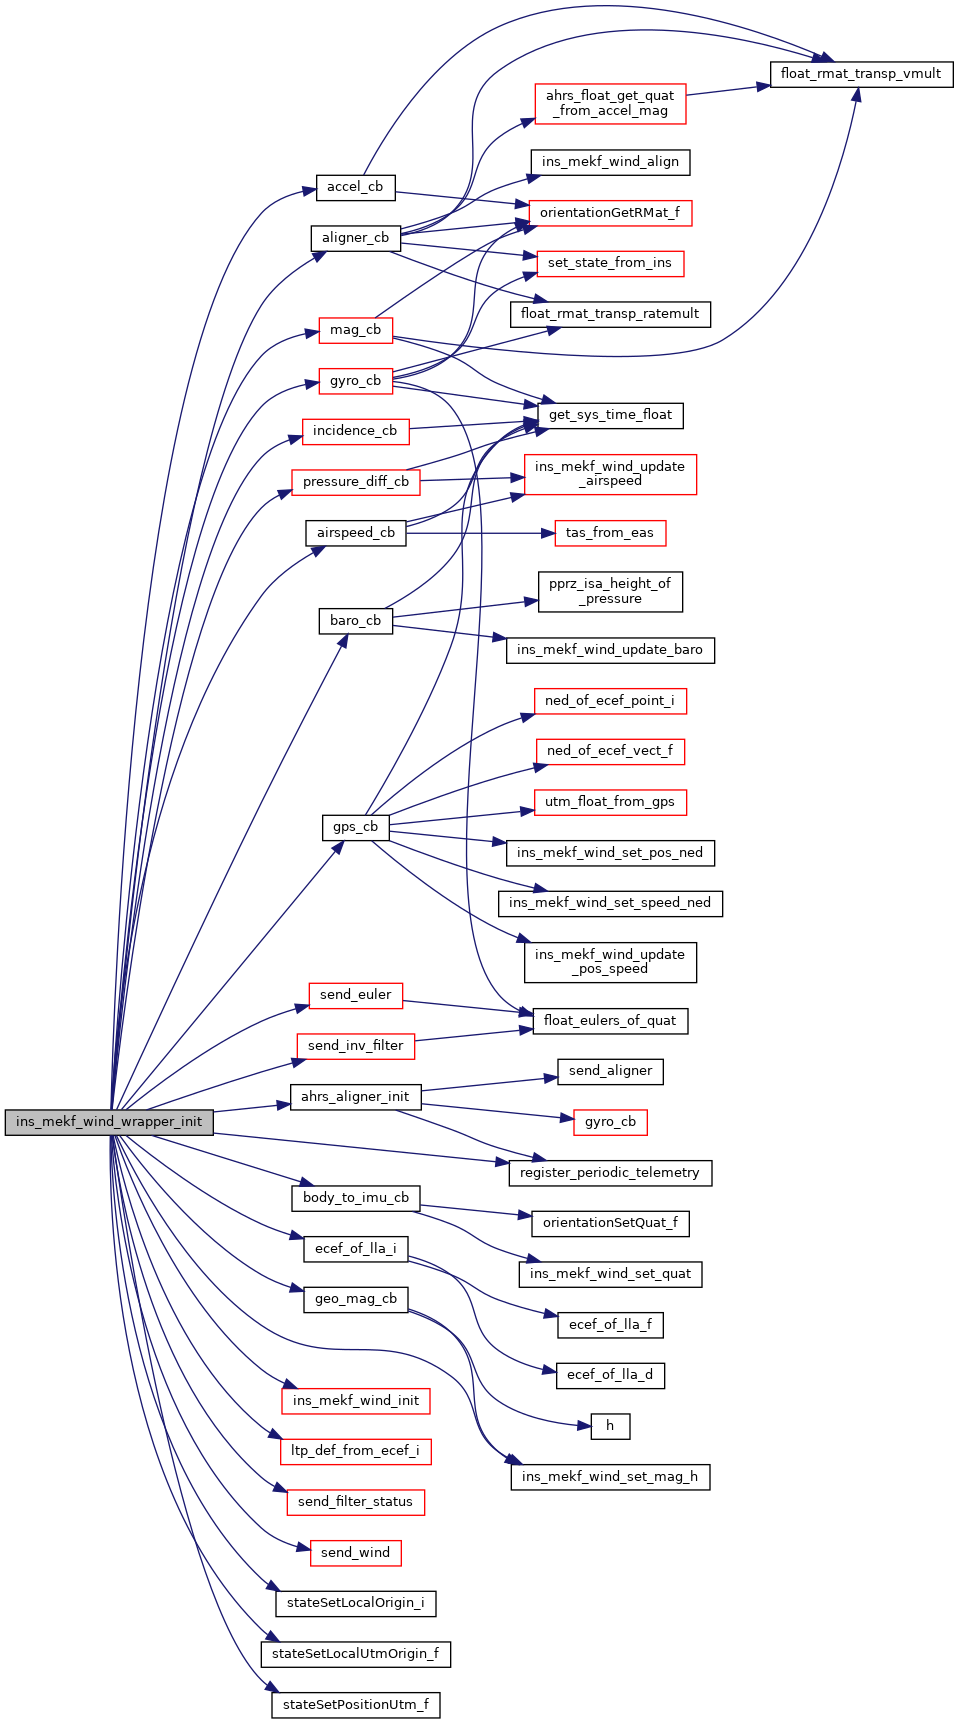 float_rmat_transp_vmult
ahrs_float_get_quat
_from_accel_mag
ins_mekf_wind_align
accel_cb
orientationGetRMat_f
aligner_cb
set_state_from_ins
float_rmat_transp_ratemult
mag_cb
gyro_cb
get_sys_time_float
incidence_cb
ins_mekf_wind_update
_airspeed
pressure_diff_cb
airspeed_cb
tas_from_eas
pprz_isa_height_of
_pressure
baro_cb
ins_mekf_wind_update_baro
ned_of_ecef_point_i
ned_of_ecef_vect_f
utm_float_from_gps
gps_cb
ins_mekf_wind_set_pos_ned
ins_mekf_wind_set_speed_ned
ins_mekf_wind_update
_pos_speed
send_euler
float_eulers_of_quat
send_inv_filter
send_aligner
ahrs_aligner_init
gyro_cb
ins_mekf_wind_wrapper_init
register_periodic_telemetry
body_to_imu_cb
orientationSetQuat_f
ecef_of_lla_i
ins_mekf_wind_set_quat
geo_mag_cb
ecef_of_lla_f
ecef_of_lla_d
ins_mekf_wind_init
h
ltp_def_from_ecef_i
ins_mekf_wind_set_mag_h
send_filter_status
send_wind
stateSetLocalOrigin_i
stateSetLocalUtmOrigin_f
stateSetPositionUtm_f